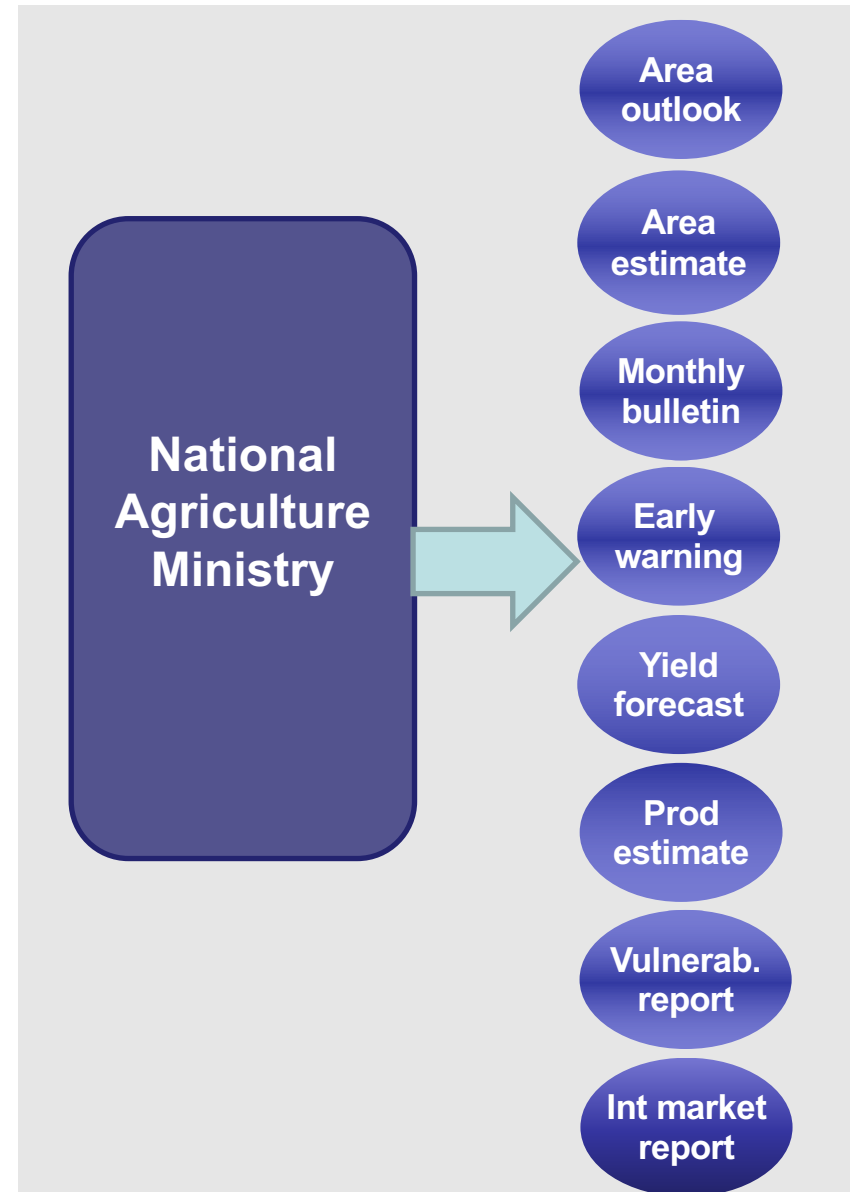 Area
outlook
Area
estimate
Monthly
bulletin
National
Agriculture
Ministry
Early
warning
Yield
forecast
Prod
estimate
Vulnerab.
report
Int market
report